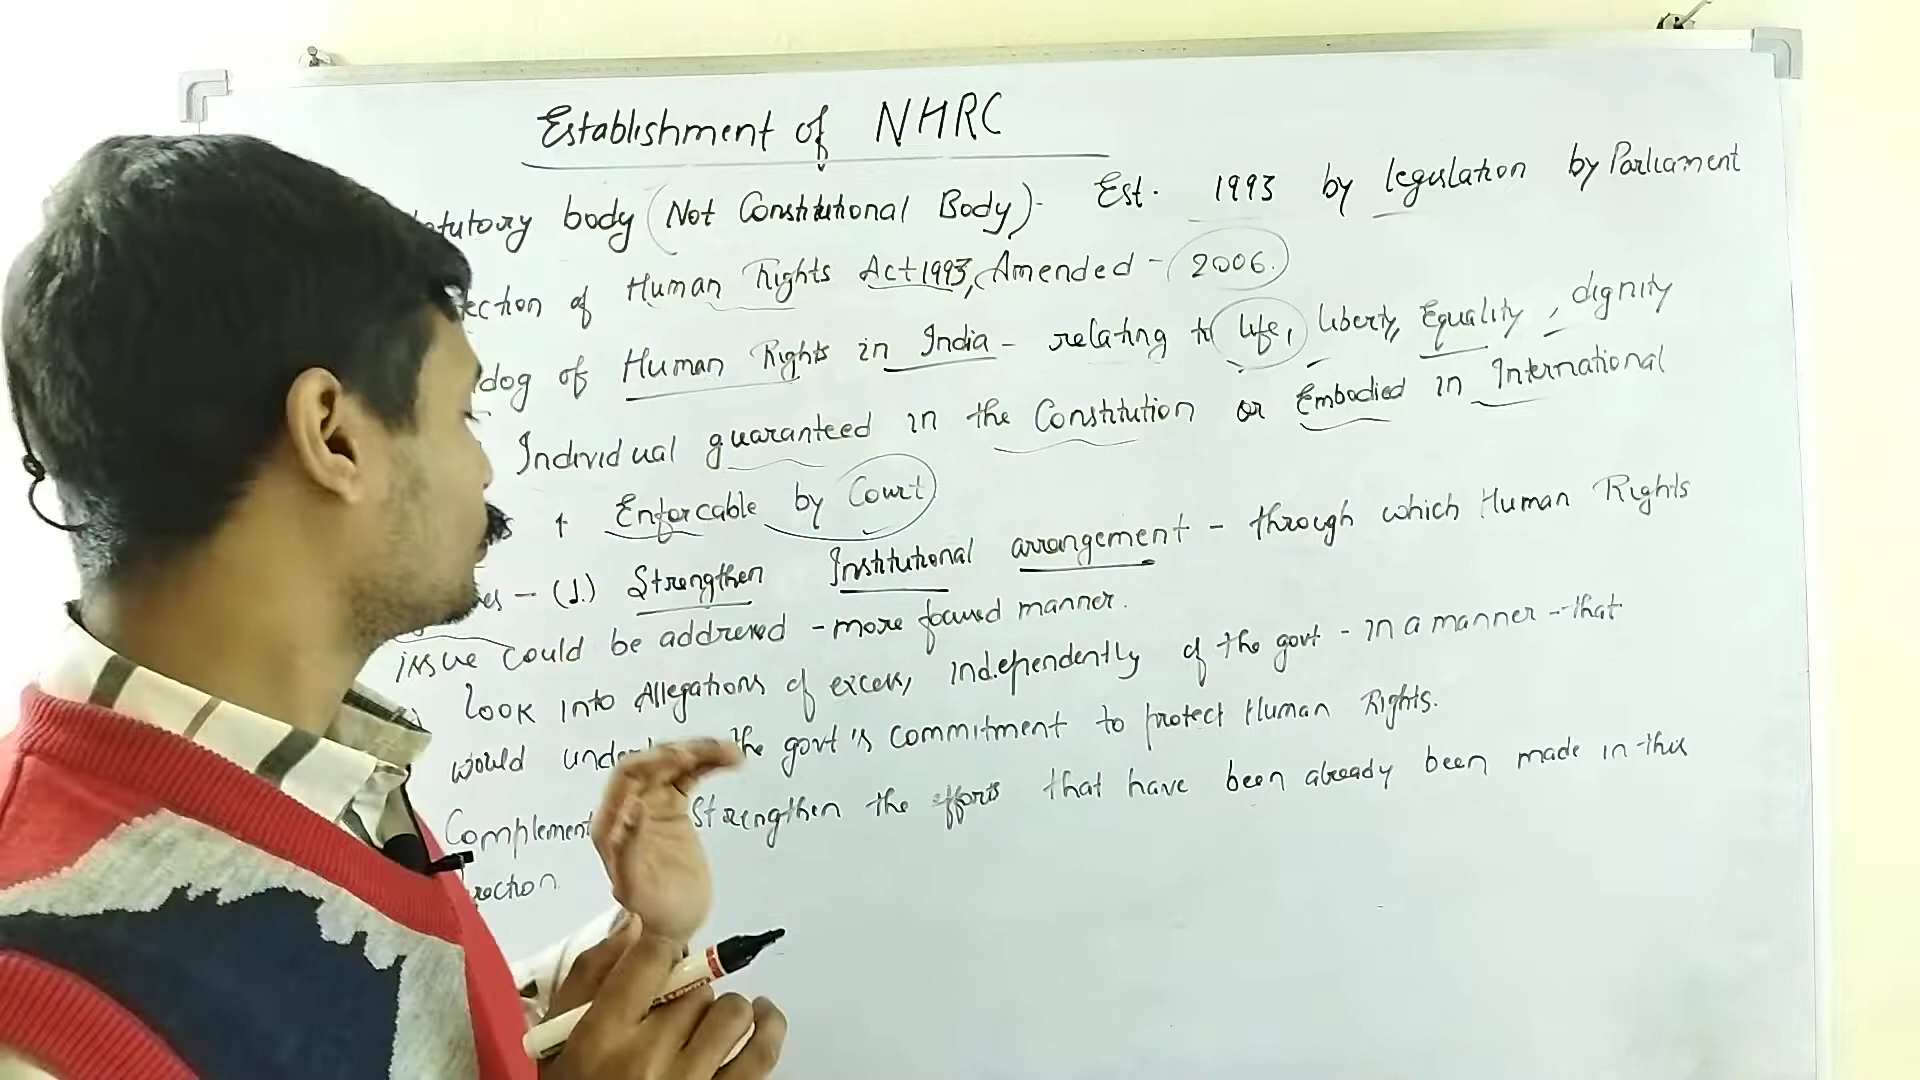 Establishment of NHRC
tutory body (Not Constitutional Body). Est. 1993 by legislation by Parliament
ection of Human Rights Act 1993, Amended - 2006.
dog of Human Rights in India - relating to life, liberty, Equality, dignity
Individual guaranteed in the Constitution or Embodied in International
Enforcable by Court
es - (1.) Strengthen Institutional arrangement - through which Human Rights
issue could be addressed - more focused manner.
Look into Allegations of excess, independently of the govt - in a manner - that
would unde the govt's commitment to protect Human Rights.
Complement Strengthen the efforts that have been already been made in this
rection